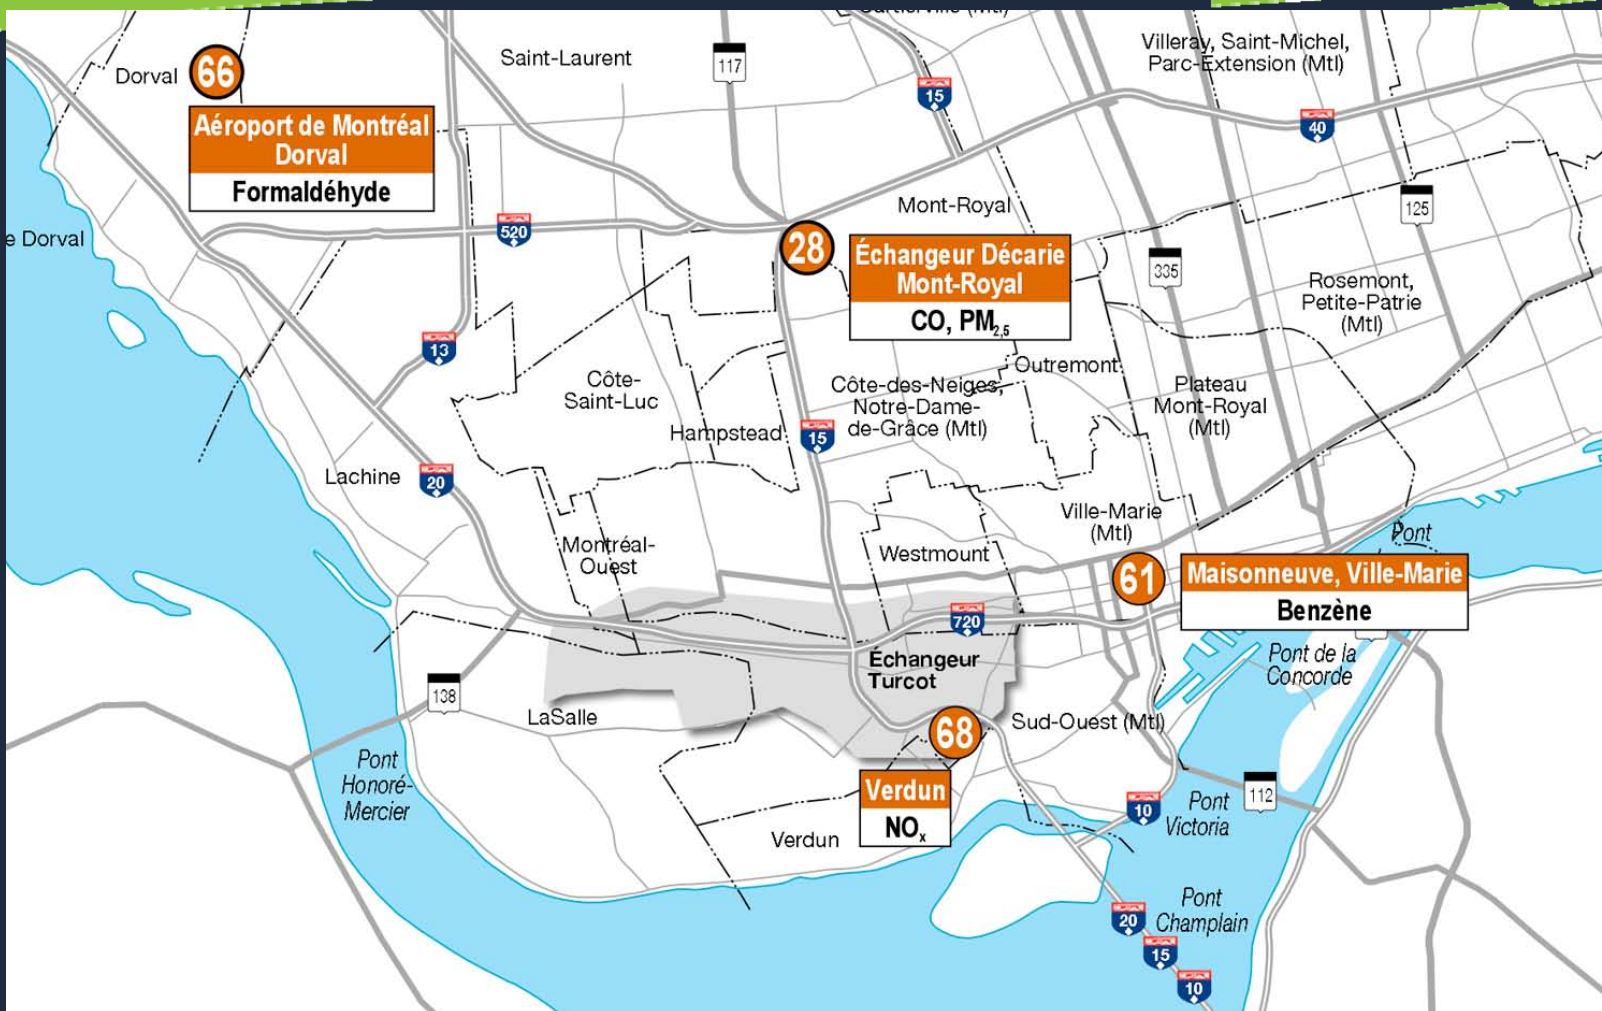 Cartierville (Mtl)
Saint-Laurent
117
Villeray, Saint-Michel,
Parc-Extension (Mtl)
Dorval
66
15
40
Aéroport de Montréal
Dorval
Formaldéhyde
125
Mont-Royal
520
e Dorval
28
Échangeur Décarie
Mont-Royal
CO, PM2,5
335
Rosemont,
Petite-Patrie
(Mtl)
13
Outremont
Côte-
Saint-Luc
Côte-des-Neiges,
Notre-Dame-
de-Grâce (Mtl)
Plateau
Mont-Royal
(Mtl)
Hampstead
15
Lachine
20
Ville-Marie
(Mtl)
Pont
Montréal-
Ouest
Westmount
61
Maisonneuve, Ville-Marie
Benzène
720
Échangeur
Turcot
Pont de la
Concorde
138
LaSalle
68
Sud-Ouest (Mtl)
Pont
Honoré-
Mercier
Verdun
NOx
10
Pont
Victoria
112
Verdun
20
Pont
Champlain
15
10